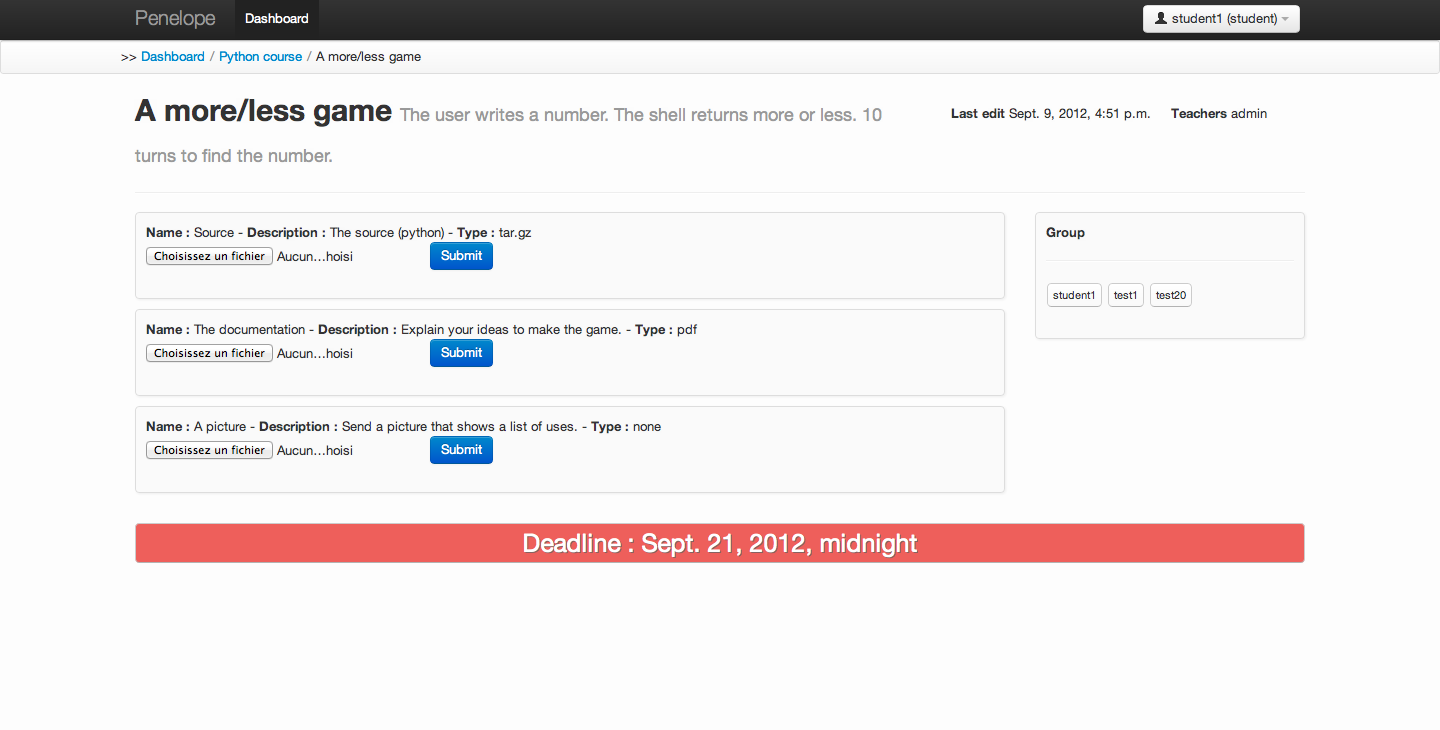 Penelope Dashboard student1 (student)
>> Dashboard / Python course / A more/less game
A more/less game The user writes a number. The shell returns more or less. 10
turns to find the number.
Last edit Sept. 9, 2012, 4:51 p.m. Teachers admin
Name : Source - Description : The source (python) - Type : tar.gz
Choisissez un fichier Aucun…hoisi Submit
Name : The documentation - Description : Explain your ideas to make the game. - Type : pdf
Choisissez un fichier Aucun…hoisi Submit
Name : A picture - Description : Send a picture that shows a list of uses. - Type : none
Choisissez un fichier Aucun…hoisi Submit
Group
student1 test1 test20
Deadline : Sept. 21, 2012, midnight